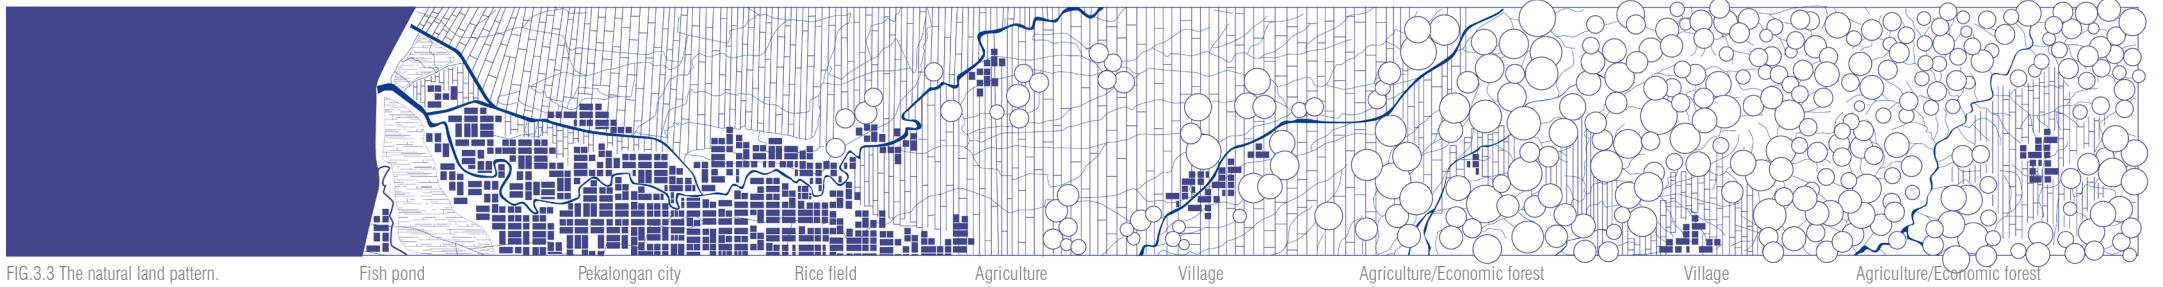 FIG.3.3 The natural land pattern.
Fish pond
Pekalongan city
Rice field
Agriculture
Village
Agriculture/Economic forest
Village
Agriculture/Economic forest